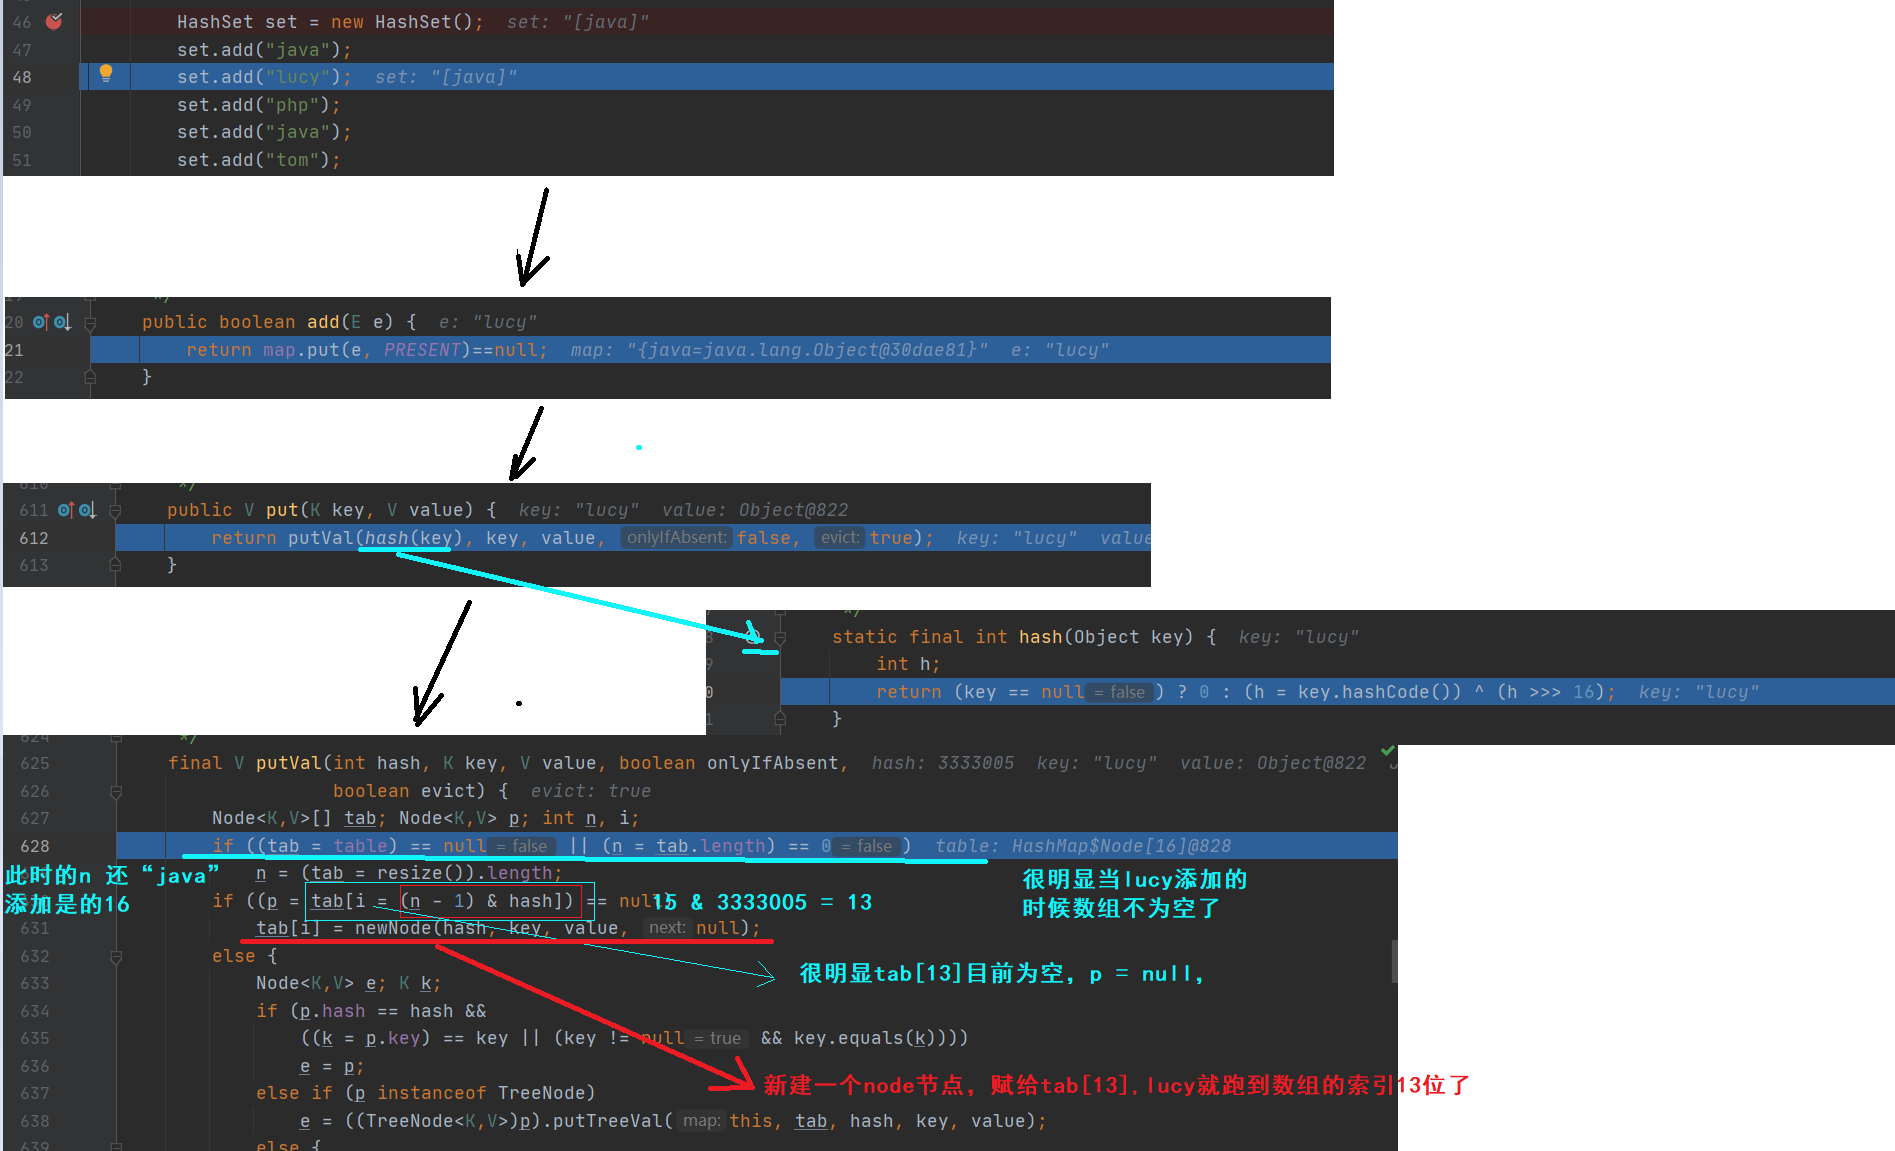 46 HashSet set = new HashSet(); set: "[java]"
47 set.add("java");
48 set.add("lucy"); set: "[java]"
49 set.add("php");
50 set.add("java");
51 set.add("tom");
*/
20 public boolean add(E e) { e: "lucy"
21 return map.put(e, PRESENT)==null; map: "{java=java.lang.Object@30dae81}" e: "lucy"
22 }
610 */
611 public V put(K key, V value) { key: "lucy" value: Object@822
612 return putVal(hash(key), key, value, onlyIfAbsent: false, evict: true); key: "lucy" value
613 }
*/
8 static final int hash(Object key) { key: "lucy"
9 int h;
0 return (key == null = false ) ? 0 : (h = key.hashCode()) ^ (h >>> 16); key: "lucy"
1 }
624 */
625 final V putVal(int hash, K key, V value, boolean onlyIfAbsent, hash: 3333005 key: "lucy" value: Object@822
626 boolean evict) { evict: true
627 Node<K,V>[] tab; Node<K,V> p; int n, i;
628 if ((tab = table) == null = false || (n = tab.length) == 0 = false ) table: HashMap$Node[16]@828
n = (tab = resize()).length;
此时的n 还 “java”
添加是的16
if ((p = tab[i = (n - 1) & hash]) == null)
15 & 3333005 = 13
很明显当lucy添加的
时候数组不为空了
631 tab[i] = newNode(hash, key, value, next: null);
632 else {
633 Node<K,V> e; K k;
很明显tab[13]目前为空，p = null,
634 if (p.hash == hash &&
635 ((k = p.key) == key || (key != null = true && key.equals(k))))
636 e = p;
新建一个node节点，赋给tab[13],lucy就跑到数组的索引13位了
637 else if (p instanceof TreeNode)
638 e = ((TreeNode<K,V>)p).putTreeVal( map: this, tab, hash, key, value);
639 else {